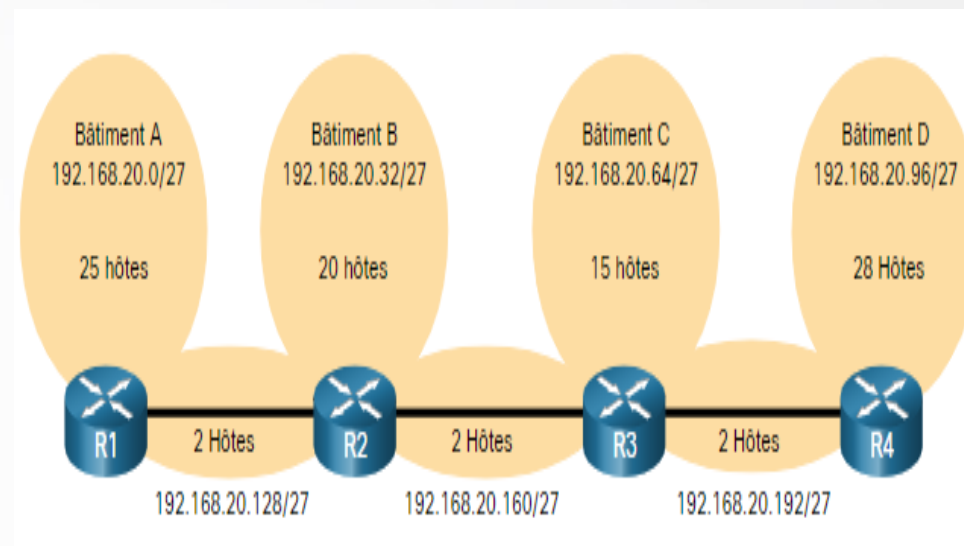 Bâtiment A
192.168.20.0/27
25 hôtes
Bâtiment B
192.168.20.32/27
20 hôtes
Bâtiment C
192.168.20.64/27
15 hôtes
Bâtiment D
192.168.20.96/27
28 Hôtes
R1
2 Hôtes
R2
2 Hôtes
R3
2 Hôtes
R4
192.168.20.128/27
192.168.20.160/27
192.168.20.192/27